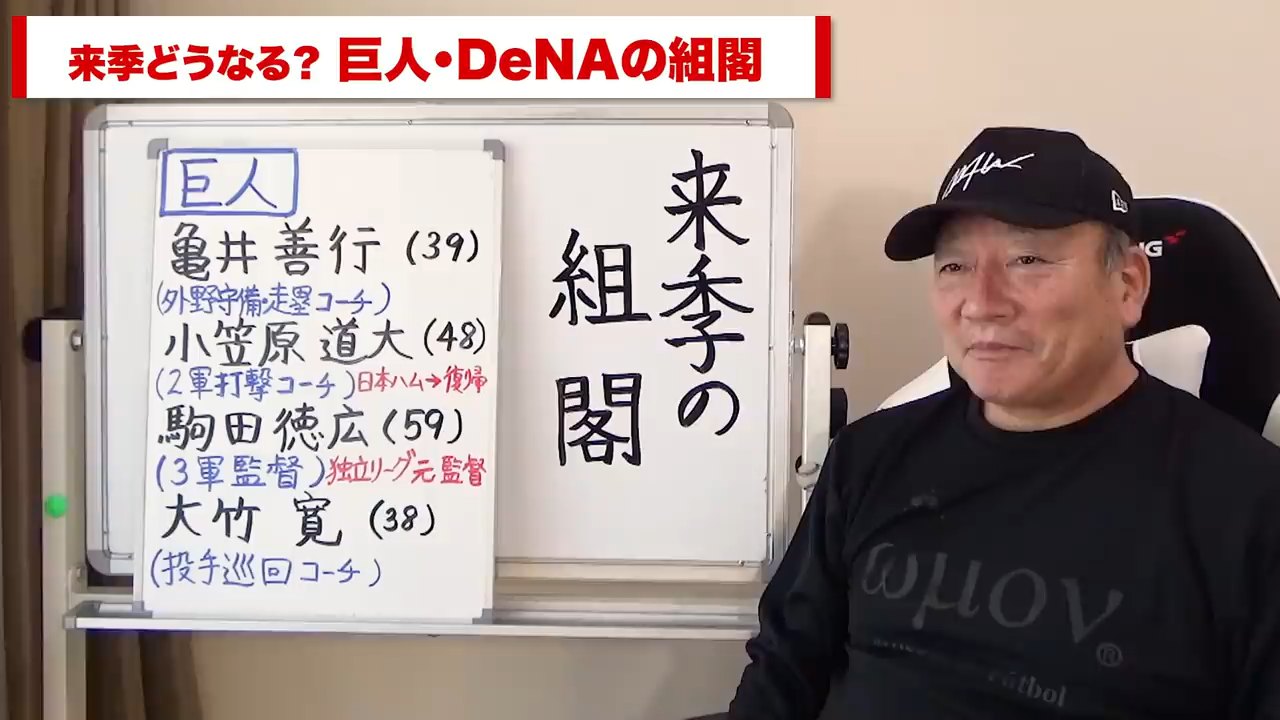 来季どうなる? 巨人・DeNAの組閣
巨人
亀井善行(39)
(外野守備・走塁コーチ)
小笠原道大(48)
(2軍打撃コーチ)日本ハム→復帰
駒田徳広(59)
(3軍監督)独立リーグ元監督
大竹 寛(38)
(投手巡回コーチ)
来季の
組閣
ωμον®
Fútbol